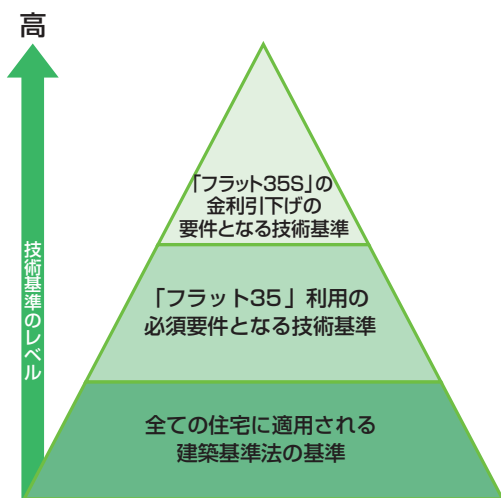 高
技術基準のレベル
「フラット35S」の
金利引下げの
要件となる技術基準
「フラット35」利用の
必須要件となる技術基準
全ての住宅に適用される
建築基準法の基準